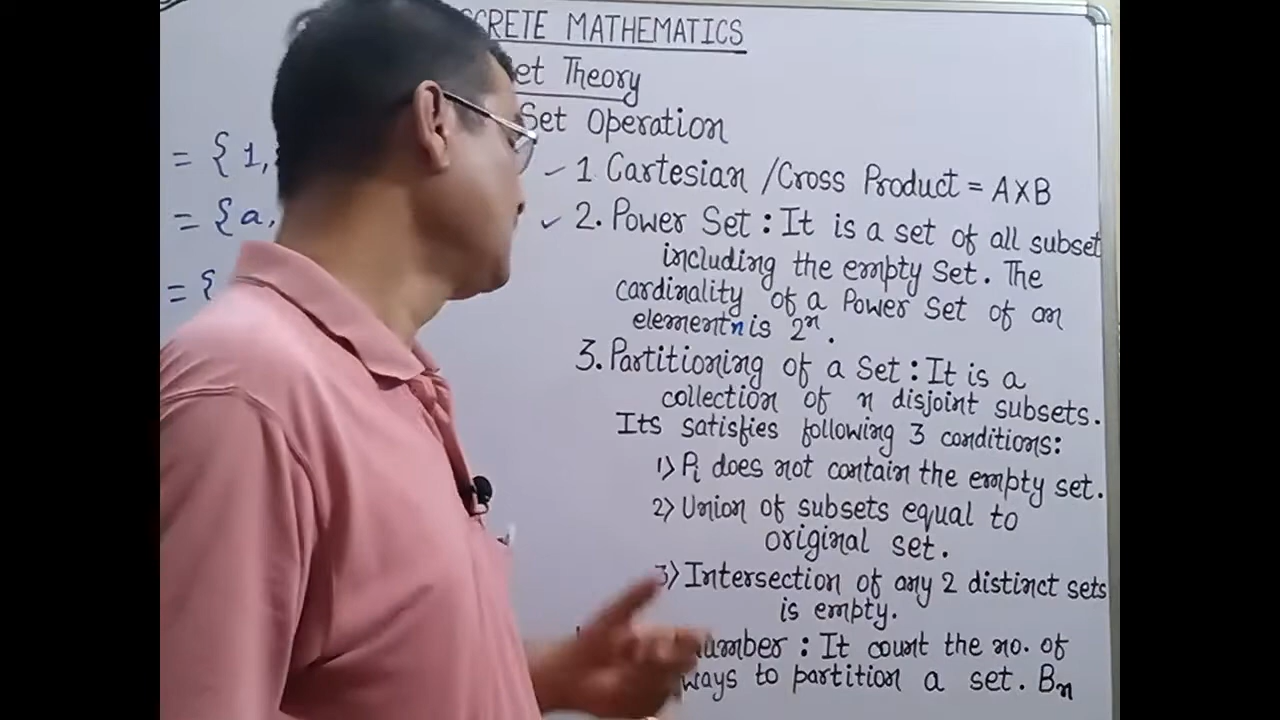 CRETE MATHEMATICS
et Theory
Set Operation
= { 1,
1. Cartesian /Cross Product = A×B
= {a,
2. Power Set : It is a set of all subset
including the empty set. The
= {
cardinality of a Power Set of an
element n is 2ⁿ.
3. Partitioning of a Set : It is a
collection of n disjoint subsets.
Its satisfies following 3 conditions:
1) Pi does not contain the empty set.
2) Union of subsets equal to
original set.
3) Intersection of any 2 distinct sets
is empty.
umber : It count the no. of
ways to partition a set. Bn